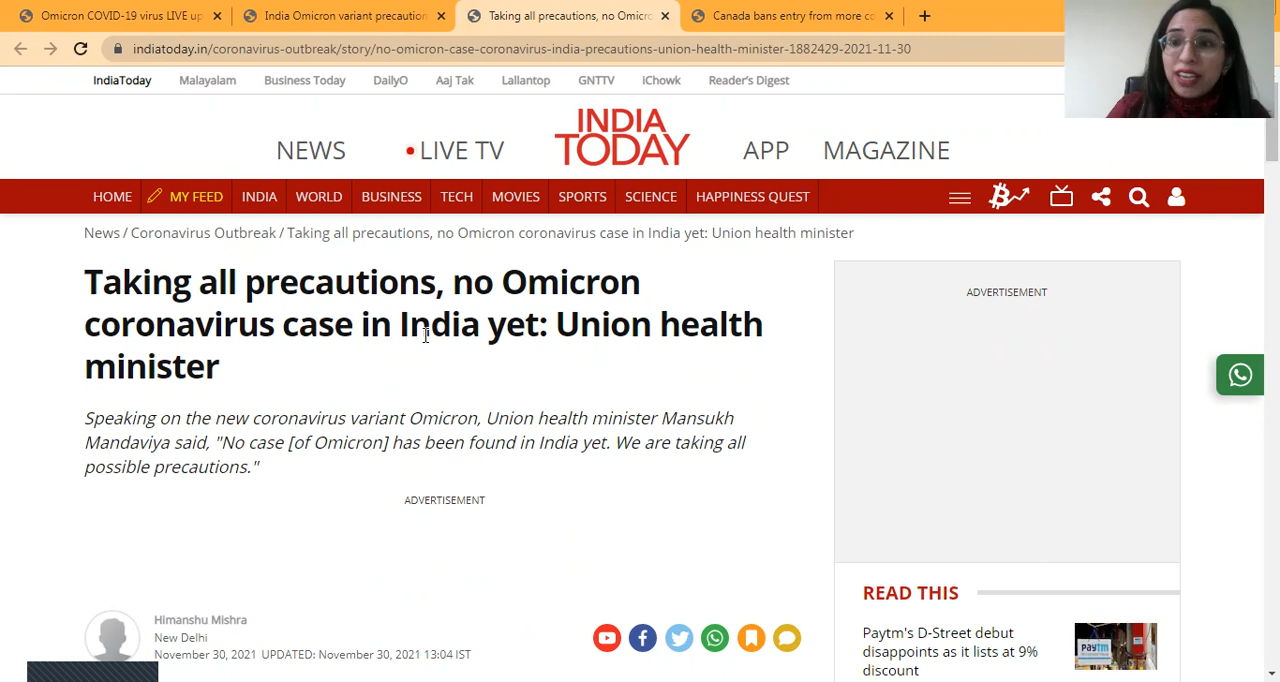 Omicron COVID-19 virus LIVE up
India Omicron variant precaution
Taking all precautions, no Omicro
Canada bans entry from more co
indiatoday.in/coronavirus-outbreak/story/no-omicron-case-coronavirus-india-precautions-union-health-minister-1882429-2021-11-30
IndiaToday Malayalam Business Today DailyO Aaj Tak Lallantop GNTTV iChowk Reader's Digest
NEWS LIVE TV INDIA TODAY APP MAGAZINE
HOME MY FEED INDIA WORLD BUSINESS TECH MOVIES SPORTS SCIENCE HAPPINESS QUEST
News / Coronavirus Outbreak / Taking all precautions, no Omicron coronavirus case in India yet: Union health minister
Taking all precautions, no Omicron
coronavirus case in India yet: Union health
minister
Speaking on the new coronavirus variant Omicron, Union health minister Mansukh
Mandaviya said, "No case [of Omicron] has been found in India yet. We are taking all
possible precautions."
ADVERTISEMENT
Himanshu Mishra
New Delhi
November 30, 2021 UPDATED: November 30, 2021 13:04 IST
ADVERTISEMENT
READ THIS
Paytm's D-Street debut
disappoints as it lists at 9%
discount
paytm